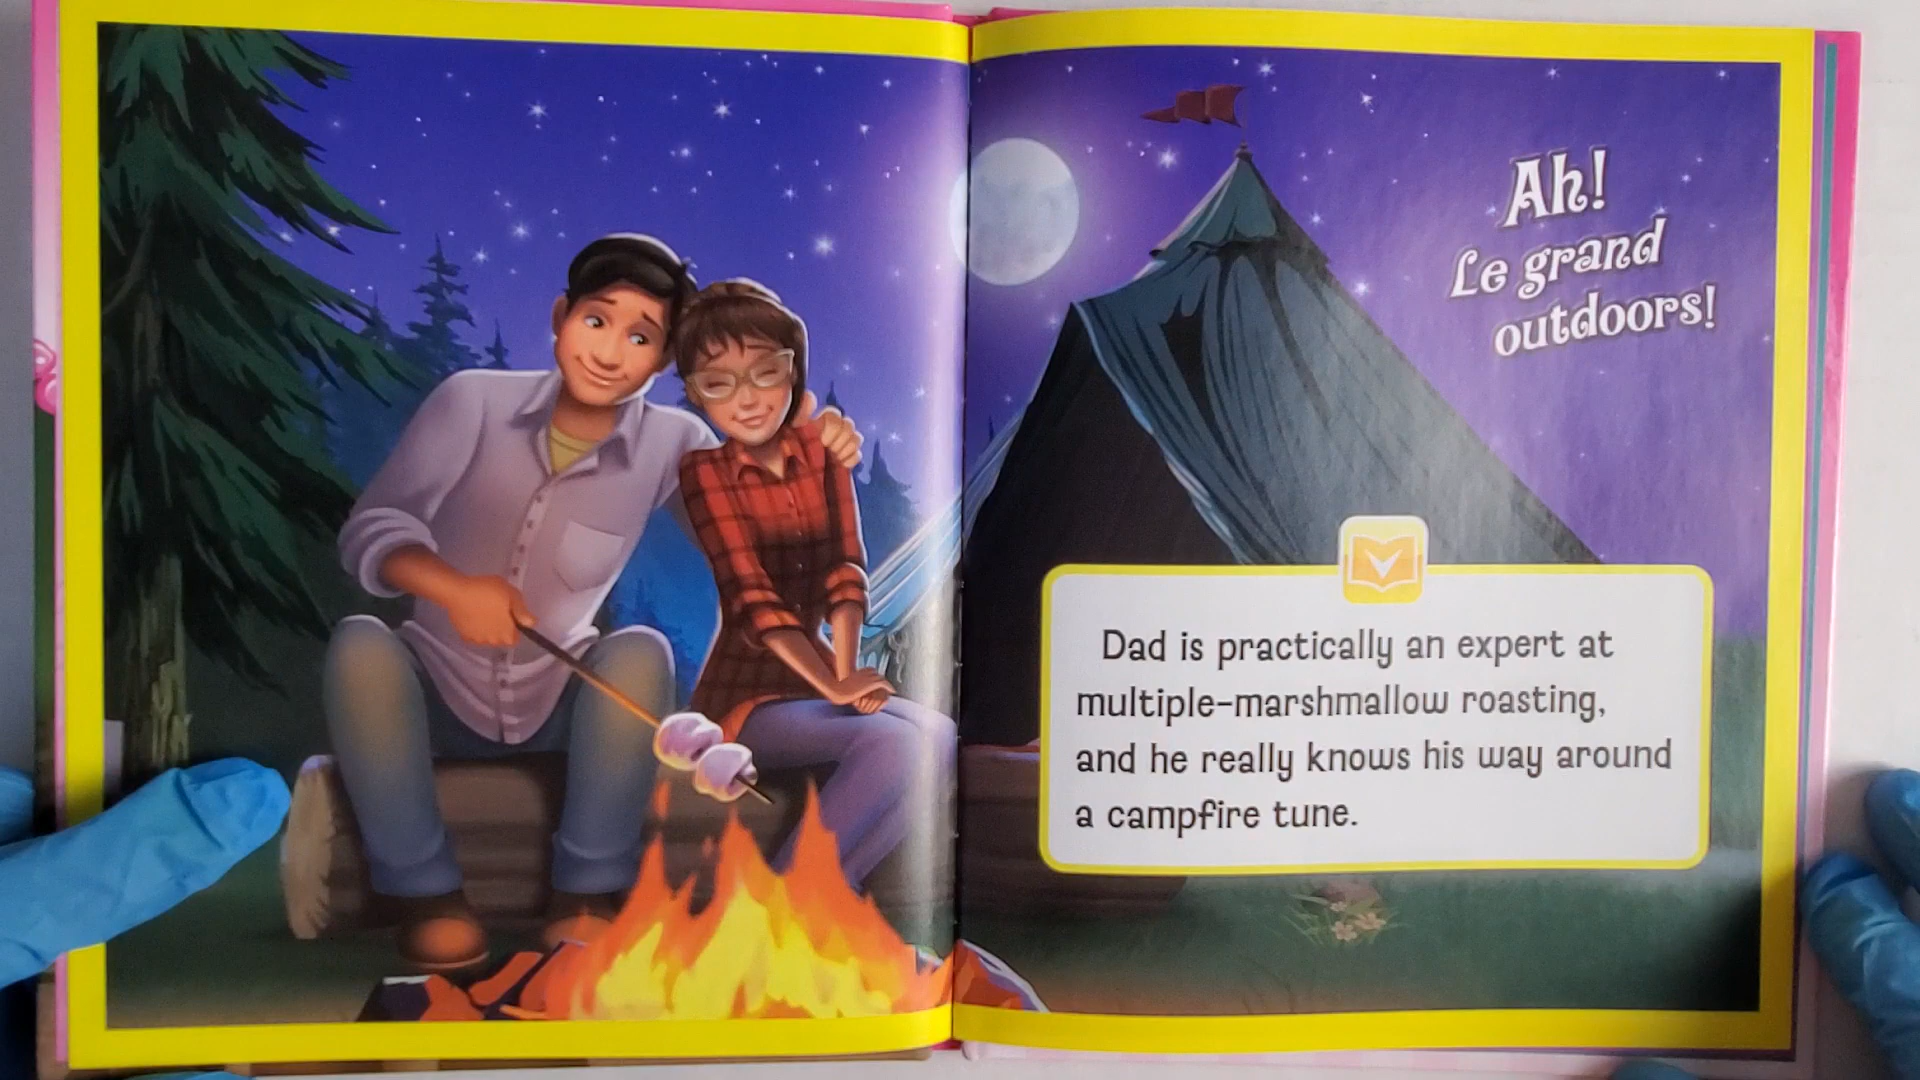 Ah!
Le grand
outdoors!
Dad is practically an expert at
multiple-marshmallow roasting,
and he really knows his way around
a campfire tune.